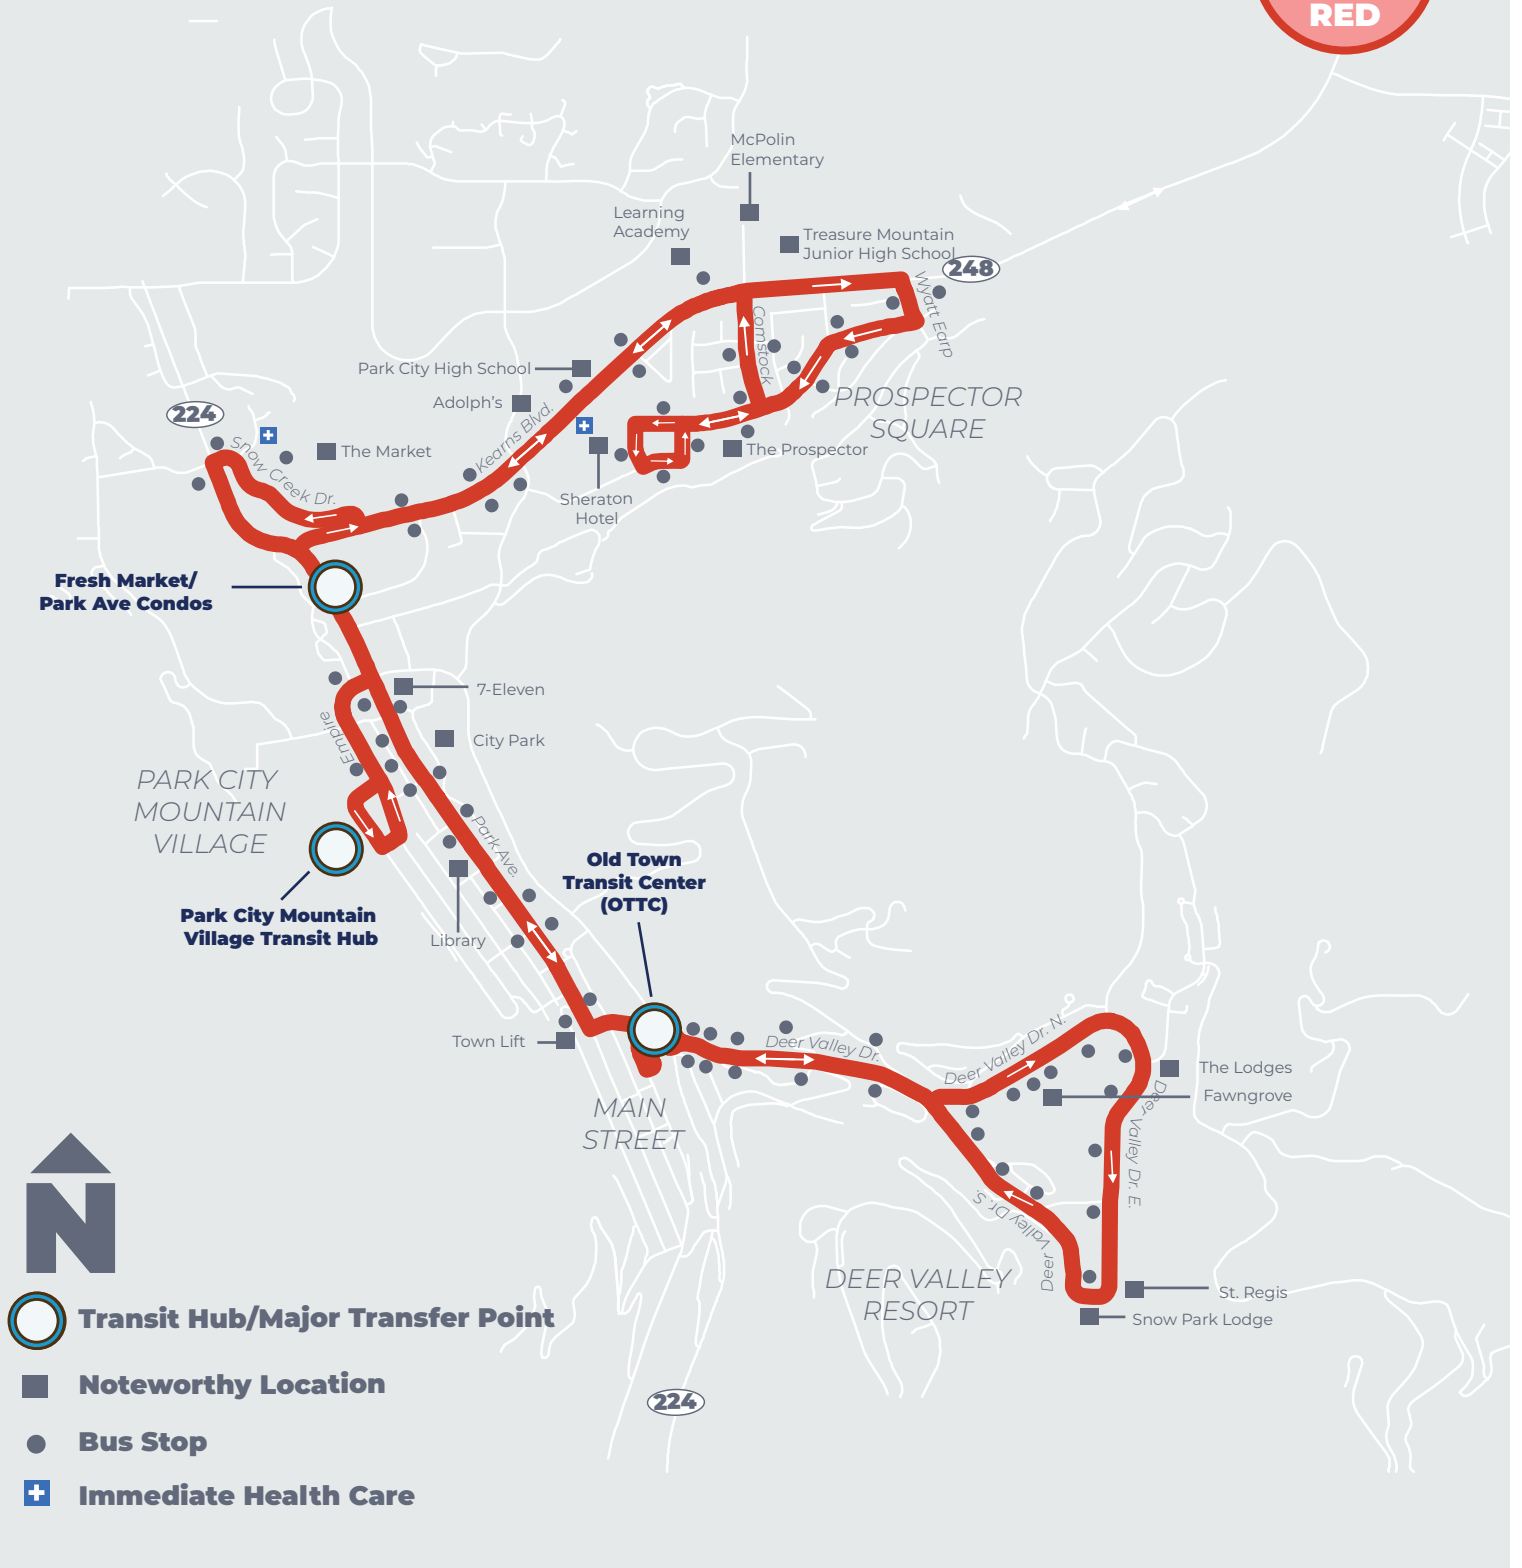 RED
McPolin
Elementary
Learning
Academy
Treasure Mountain
Junior High School
248
Wyatt Earp
Comstock
Park City High School
Adolph's
Kearns Blvd.
PROSPECTOR
SQUARE
224
Snow Creek Dr.
The Market
The Prospector
Sheraton
Hotel
Fresh Market/
Park Ave Condos
7-Eleven
City Park
Empire
PARK CITY
MOUNTAIN
VILLAGE
Park Ave.
Park City Mountain
Village Transit Hub
Library
Old Town
Transit Center
(OTTC)
Town Lift
Deer Valley Dr.
Deer Valley Dr. N.
The Lodges
Fawngrove
Deer Valley Dr. E.
MAIN
STREET
Deer Valley Dr. S.
DEER VALLEY
RESORT
St. Regis
Snow Park Lodge
224
N
Transit Hub/Major Transfer Point
Noteworthy Location
Bus Stop
Immediate Health Care